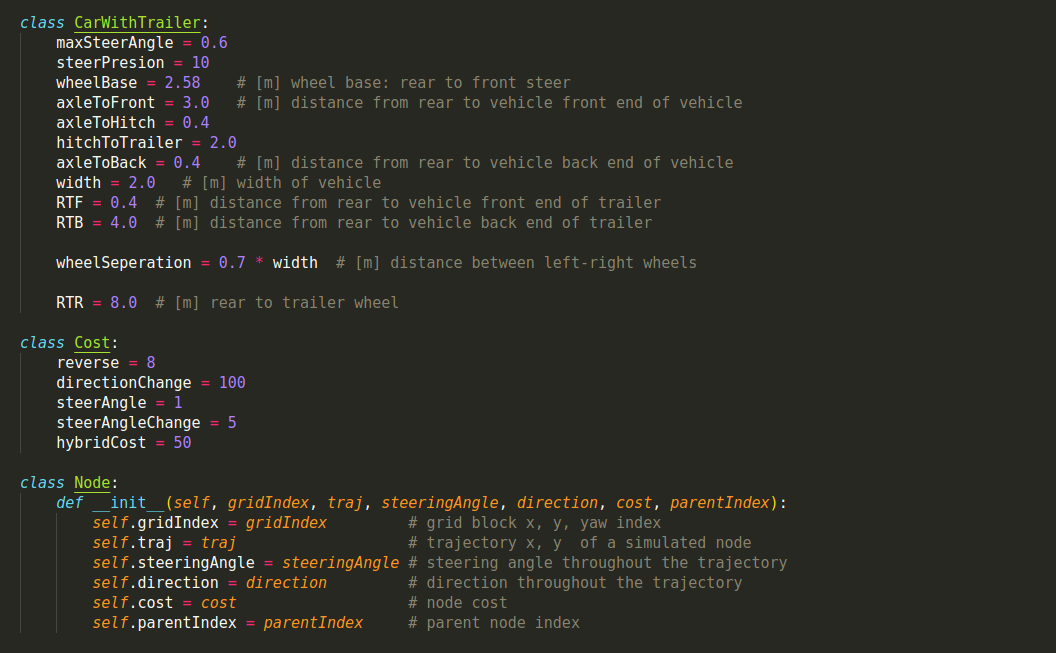 class CarWithTrailer:
    maxSteerAngle = 0.6
    steerPresion = 10
    wheelBase = 2.58    # [m] wheel base: rear to front steer
    axleToFront = 3.0   # [m] distance from rear to vehicle front end of vehicle
    axleToHitch = 0.4
    hitchToTrailer = 2.0
    axleToBack = 0.4    # [m] distance from rear to vehicle back end of vehicle
    width = 2.0   # [m] width of vehicle
    RTF = 0.4  # [m] distance from rear to vehicle front end of trailer
    RTB = 4.0  # [m] distance from rear to vehicle back end of trailer
    wheelSeperation = 0.7 * width  # [m] distance between left-right wheels
    RTR = 8.0  # [m] rear to trailer wheel
class Cost:
    reverse = 8
    directionChange = 100
    steerAngle = 1
    steerAngleChange = 5
    hybridCost = 50
class Node:
    def __init__(self, gridIndex, traj, steeringAngle, direction, cost, parentIndex):
        self.gridIndex = gridIndex         # grid block x, y, yaw index
        self.traj = traj                   # trajectory x, y  of a simulated node
        self.steeringAngle = steeringAngle # steering angle throughout the trajectory
        self.direction = direction         # direction throughout the trajectory
        self.cost = cost                   # node cost
        self.parentIndex = parentIndex     # parent node index